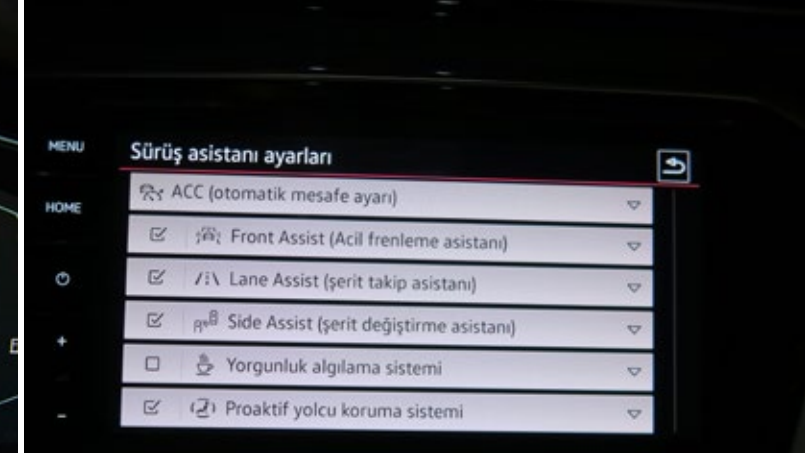 MENU
Sürüş asistanı ayarları
ACC (otomatik mesafe ayarı)
HOME
Front Assist (Acil frenleme asistanı)
Lane Assist (şerit takip asistanı)
Side Assist (şerit değiştirme asistanı)
+
Yorgunluk algılama sistemi
Proaktif yolcu koruma sistemi
-